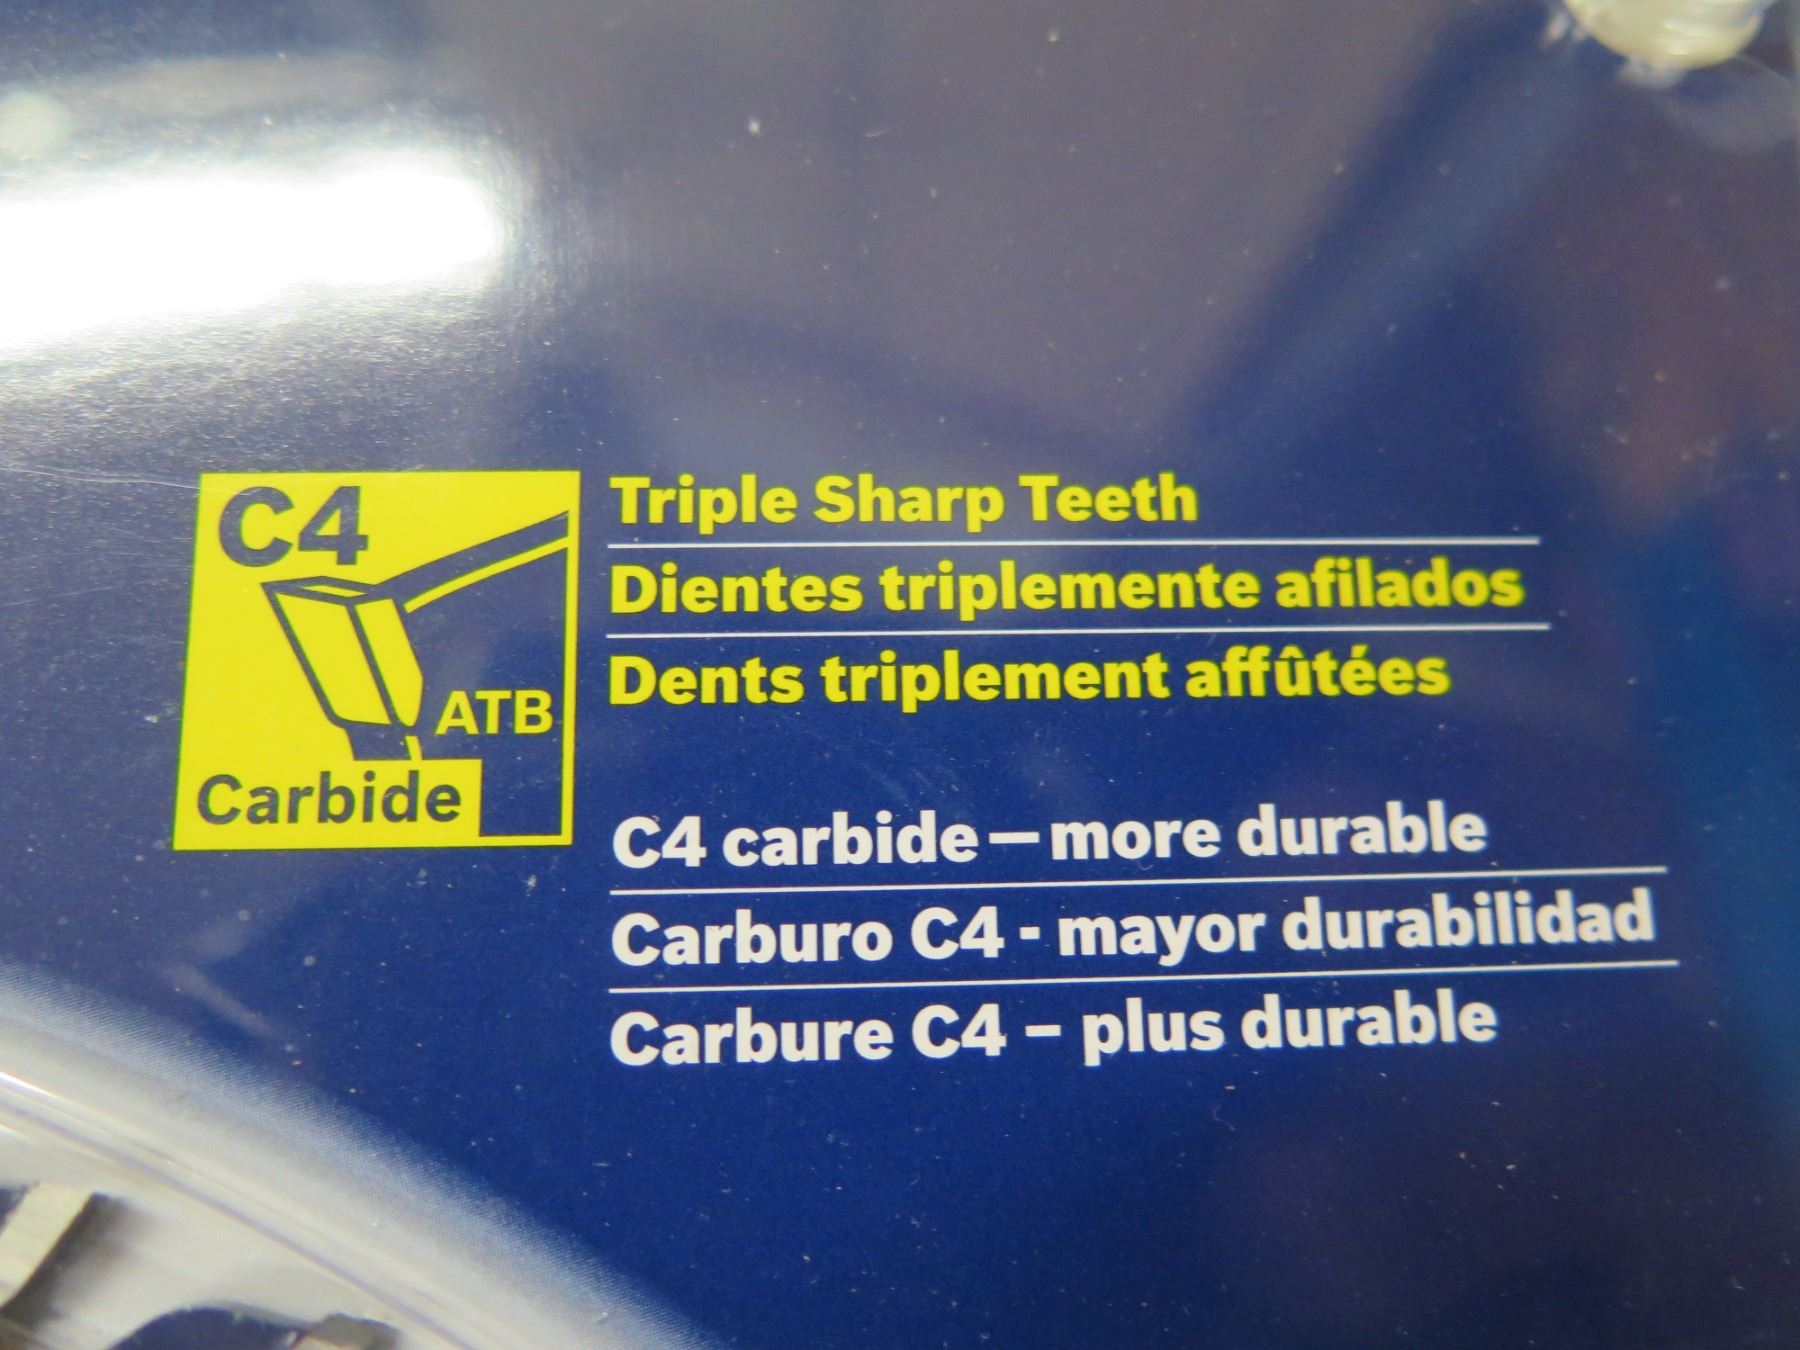 C4
ATB
Carbide
Triple Sharp Teeth
Dientes triplemente afilados
Dents triplement affûtées
C4 carbide – more durable
Carburo C4 - mayor durabilidad
Carbure C4 – plus durable